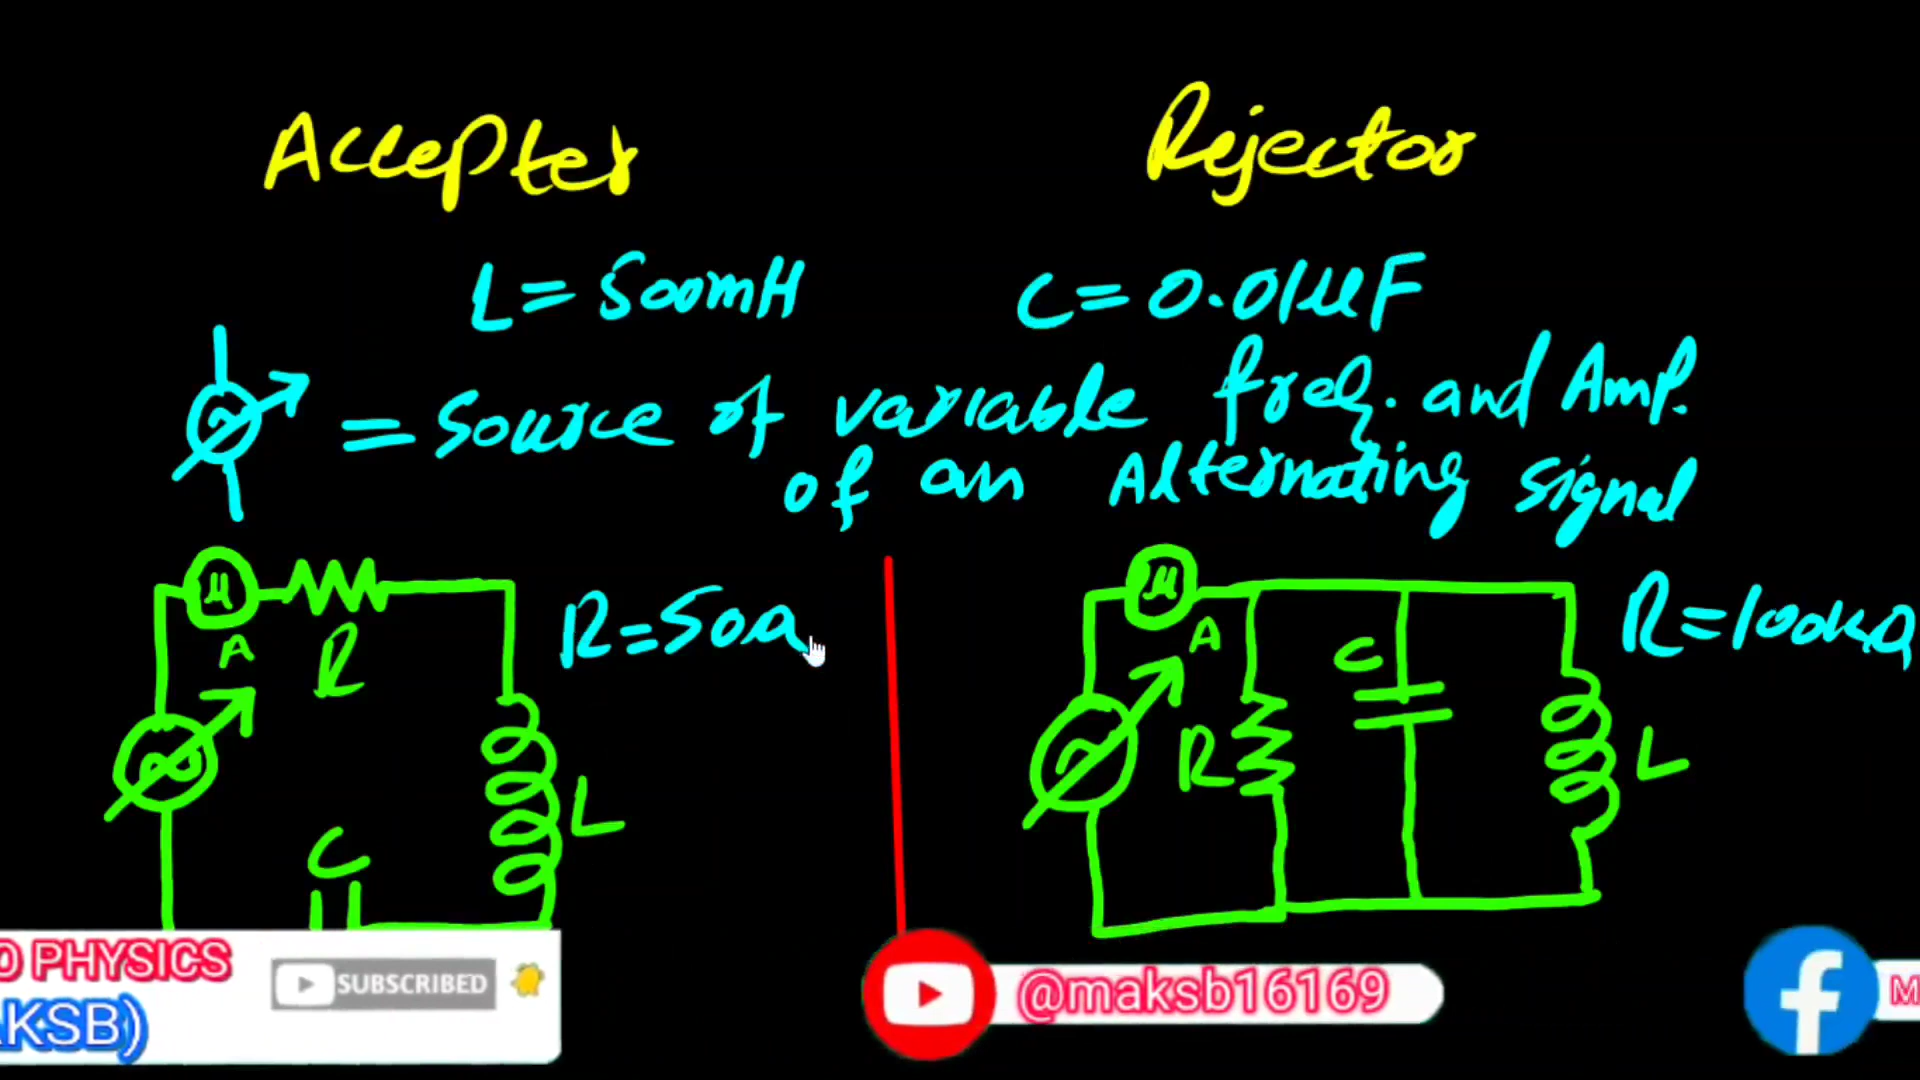 Accepter
Rejector
L = 500mH
C = 0.01μF
= Source of variable freq. and Amp.
of an Alternating signal
μ
A
R
R = 50Ω
L
C
μ
A
R
C
L
R = 100kΩ
O PHYSICS
AKSB)
SUBSCRIBED
@maksb16169
f
M